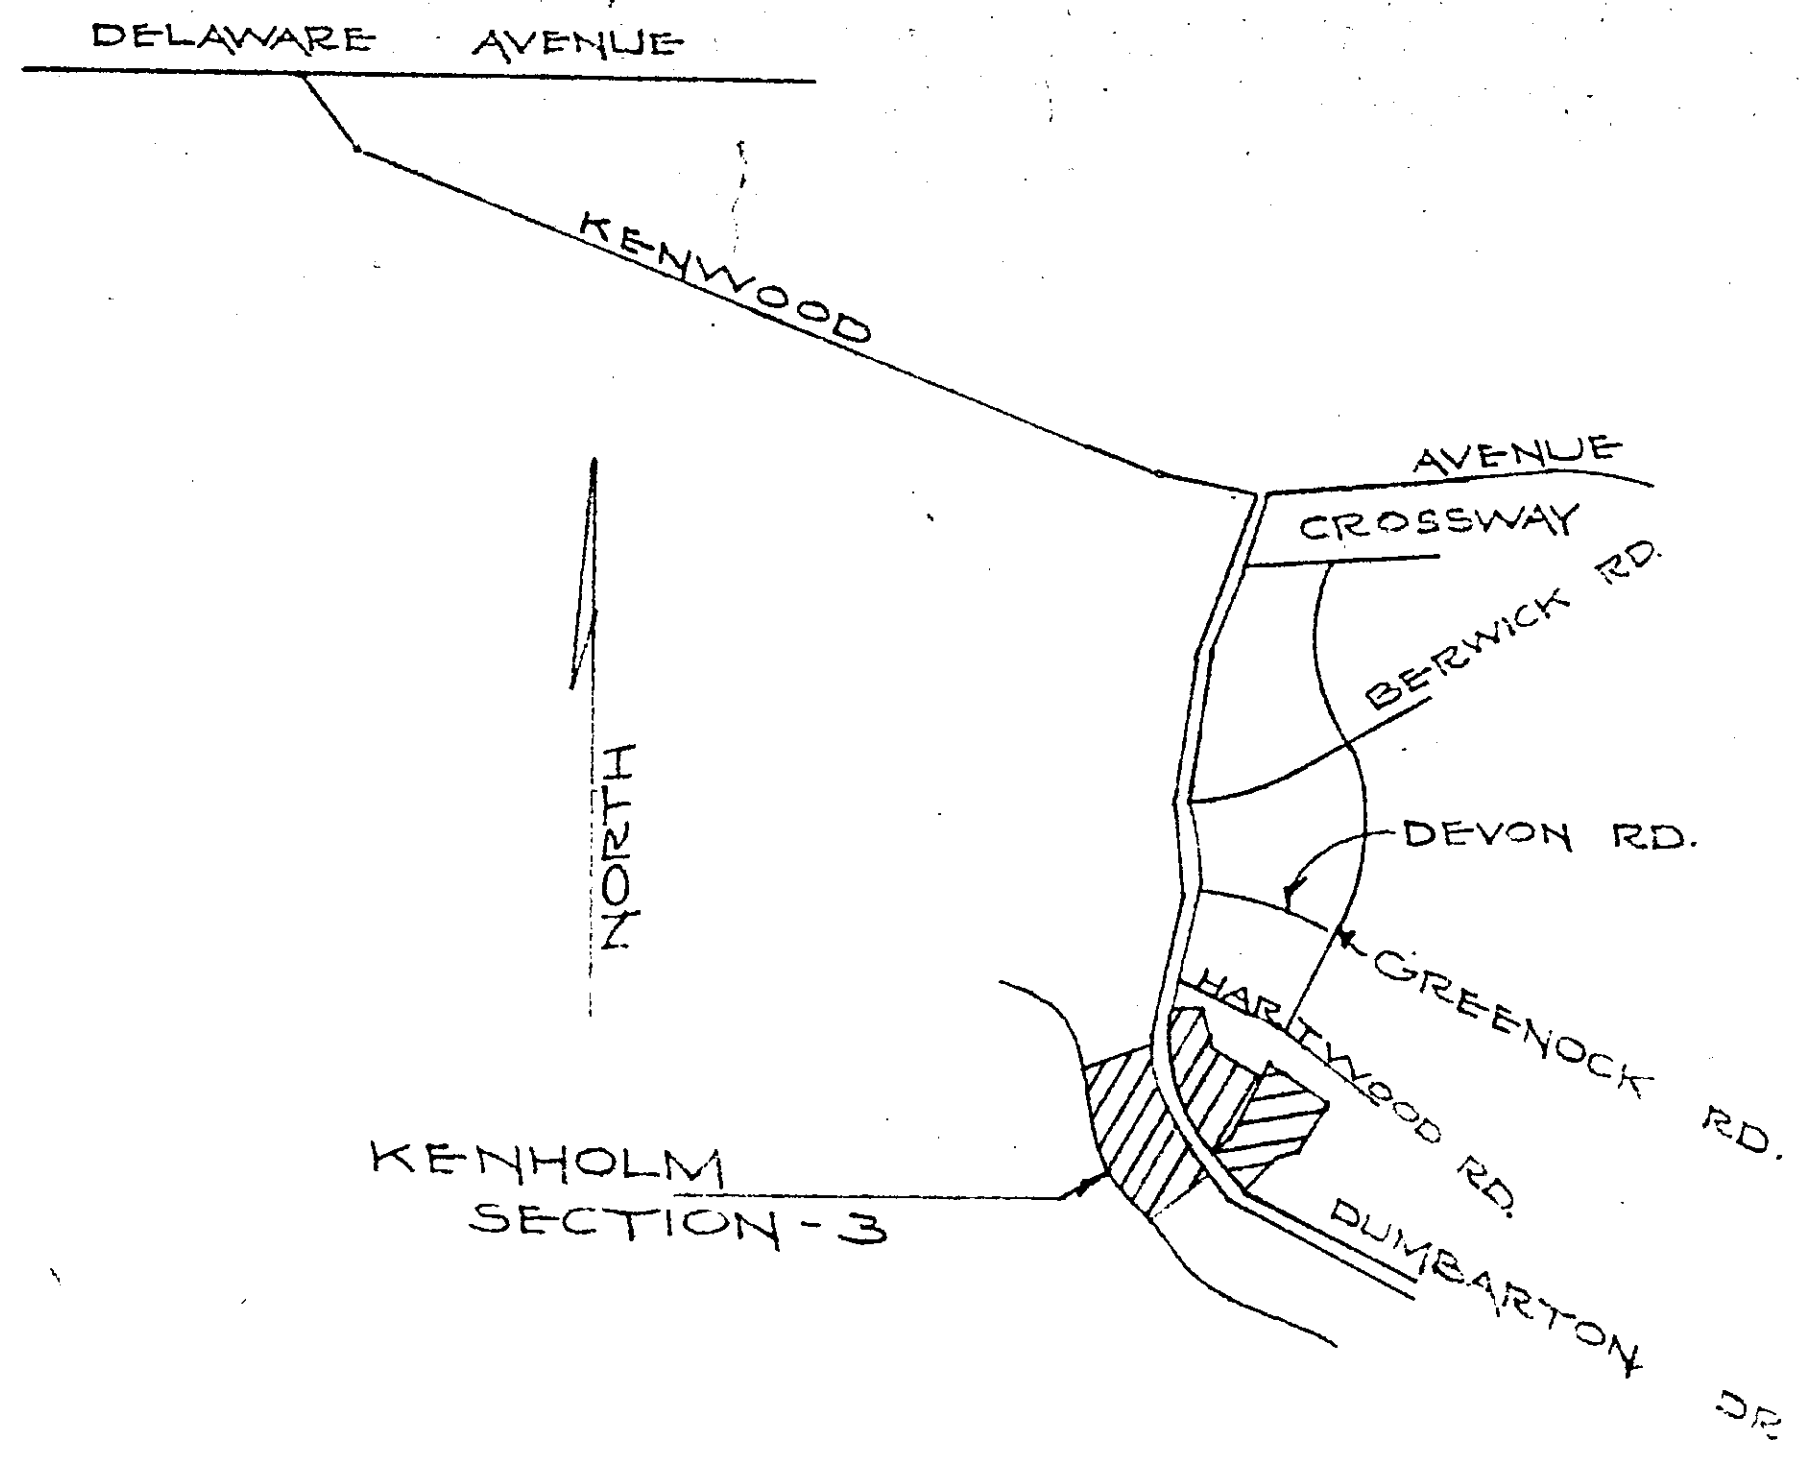 DELAWARE AVENUE
KENWOOD AVENUE
CROSSWAY
BERWICK RD.
DEVON RD.
GREENOCK RD.
HARTWOOD RD.
DUMBARTON DR
NORTH
KENHOLM
SECTION-3